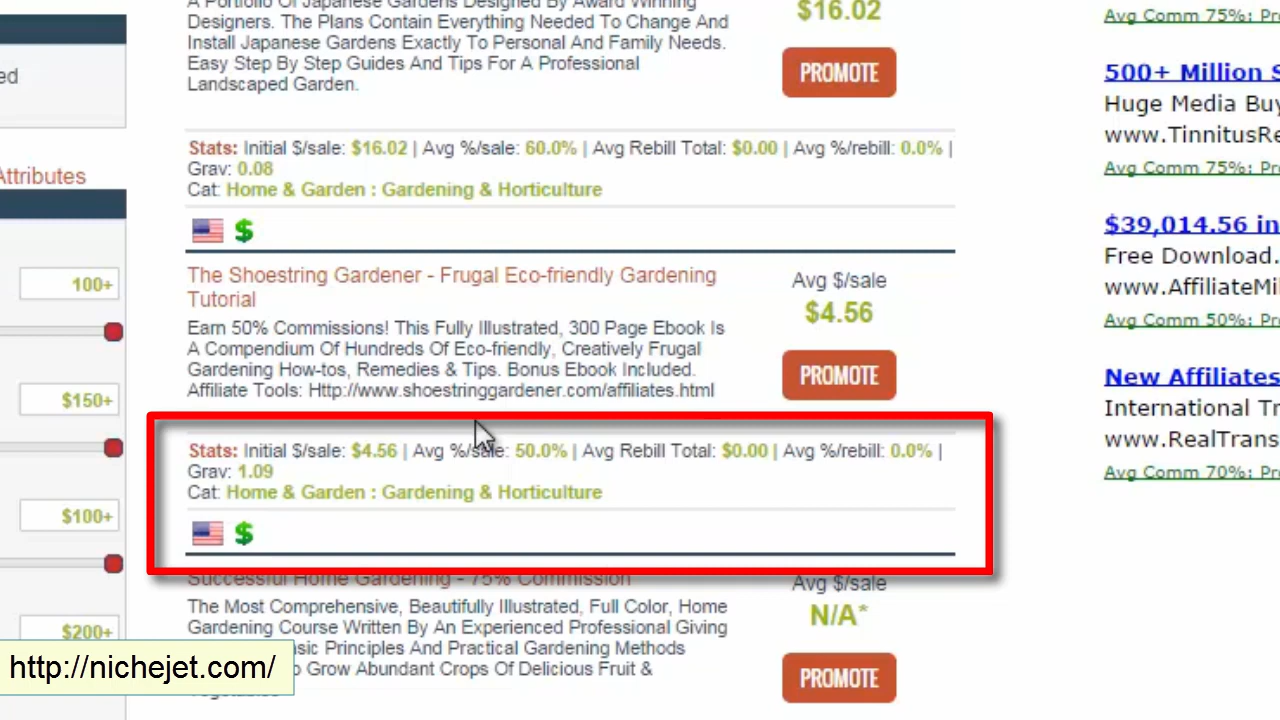 A Portfolio Of Japanese Gardens Designed By Award Winning
Designers. The Plans Contain Everything Needed To Change And
Install Japanese Gardens Exactly To Personal And Family Needs.
Easy Step By Step Guides And Tips For A Professional
Landscaped Garden.
$16.02
PROMOTE
Stats: Initial $/sale: $16.02 | Avg %/sale: 60.0% | Avg Rebill Total: $0.00 | Avg %/rebill: 0.0% |
Grav: 0.08
Cat: Home & Garden : Gardening & Horticulture
$
The Shoestring Gardener - Frugal Eco-friendly Gardening
Tutorial
Earn 50% Commissions! This Fully Illustrated, 300 Page Ebook Is
A Compendium Of Hundreds Of Eco-friendly, Creatively Frugal
Gardening How-tos, Remedies & Tips. Bonus Ebook Included.
Affiliate Tools: Http://www.shoestringgardener.com/affiliates.html
Avg $/sale
$4.56
PROMOTE
Stats: Initial $/sale: $4.56 | Avg %/sale: 50.0% | Avg Rebill Total: $0.00 | Avg %/rebill: 0.0% |
Grav: 1.09
Cat: Home & Garden : Gardening & Horticulture
$
Successful Home Gardening - 75% Commission
The Most Comprehensive, Beautifully Illustrated, Full Color, Home
Gardening Course Written By An Experienced Professional Giving
Principles And Practical Gardening Methods
Grow Abundant Crops Of Delicious Fruit &
Avg $/sale
N/A*
PROMOTE
Attributes
100+
$150+
$100+
$200+
http://nichejet.com/
Avg Comm 75%:
500+ Million
Huge Media
www.TinnitusRe
Avg Comm 75%:
$39,014.56 in
Free Download.
www.AffiliateMi
Avg Comm 50%:
New Affiliates
International
www.RealTrans
Avg Comm 70%: